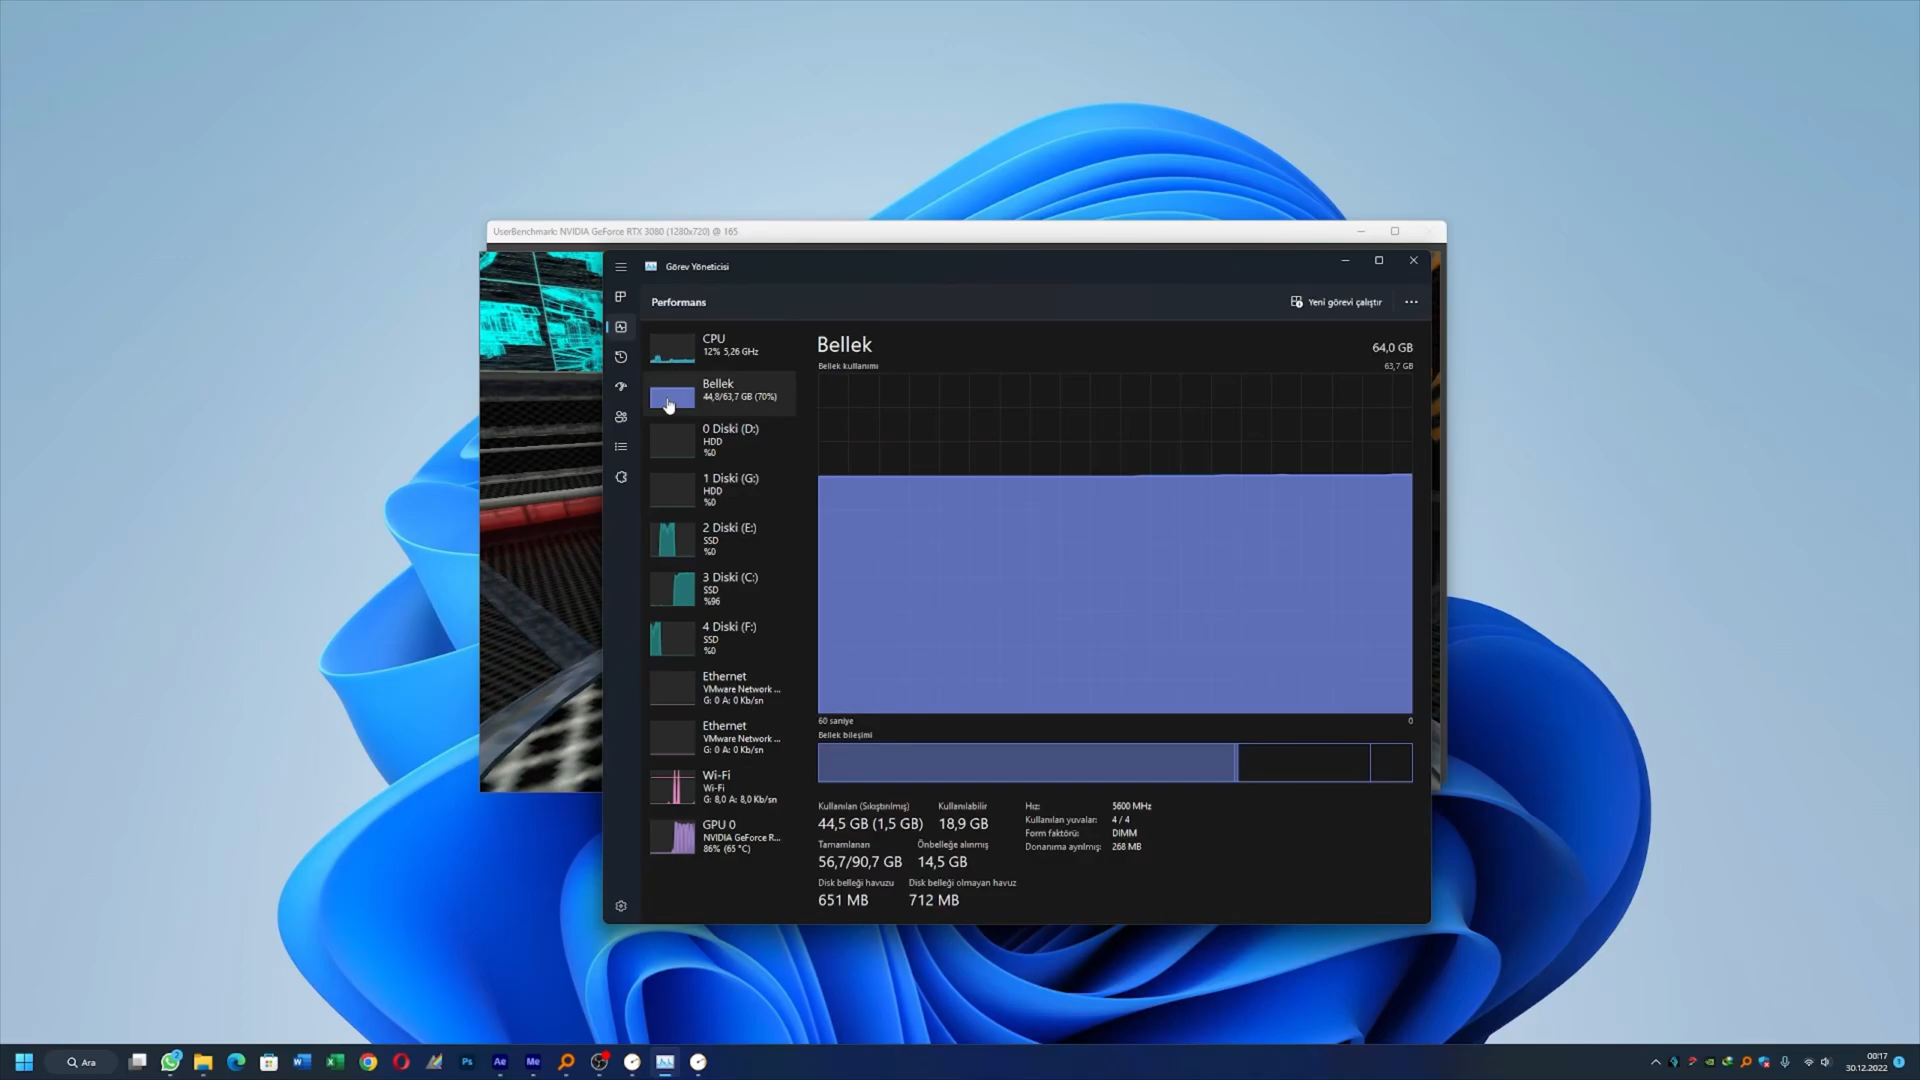 UserBenchmark: NVIDIA GeForce RTX 3080 (1280x720) @ 165
Görev Yöneticisi
Performans
Yeni görevi çalıştır
CPU
12% 5,26 GHz
Bellek
44,8/63,7 GB (70%)
0 Diski (D:)
HDD
%0
1 Diski (G:)
HDD
%0
2 Diski (E:)
SSD
%0
3 Diski (C:)
SSD
%96
4 Diski (F:)
SSD
%0
Ethernet
VMware Network ...
G: 0 A: 0 Kb/sn
Ethernet
VMware Network ...
G: 0 A: 0 Kb/sn
Wi-Fi
Wi-Fi
G: 8,0 A: 8,0 Kb/sn
GPU 0
NVIDIA GeForce R...
86% (65 °C)
Bellek
64,0 GB
Bellek kullanımı
63,7 GB
60 saniye
0
Bellek bileşimi
Kullanılan (Sıkıştırılmış)
44,5 GB (1,5 GB)
Kullanılabilir
18,9 GB
Tamamlanan
56,7/90,7 GB
Önbelleğe alınmış
14,5 GB
Disk belleği havuzu
651 MB
Disk belleği olmayan havuz
712 MB
Hız: 5600 MHz
Kullanılan yuvalar: 4 / 4
Form faktörü: DIMM
Donanıma ayrılmış: 268 MB
Ara
2
W
X
Ps
Ae
Me
00:17
30.12.2022